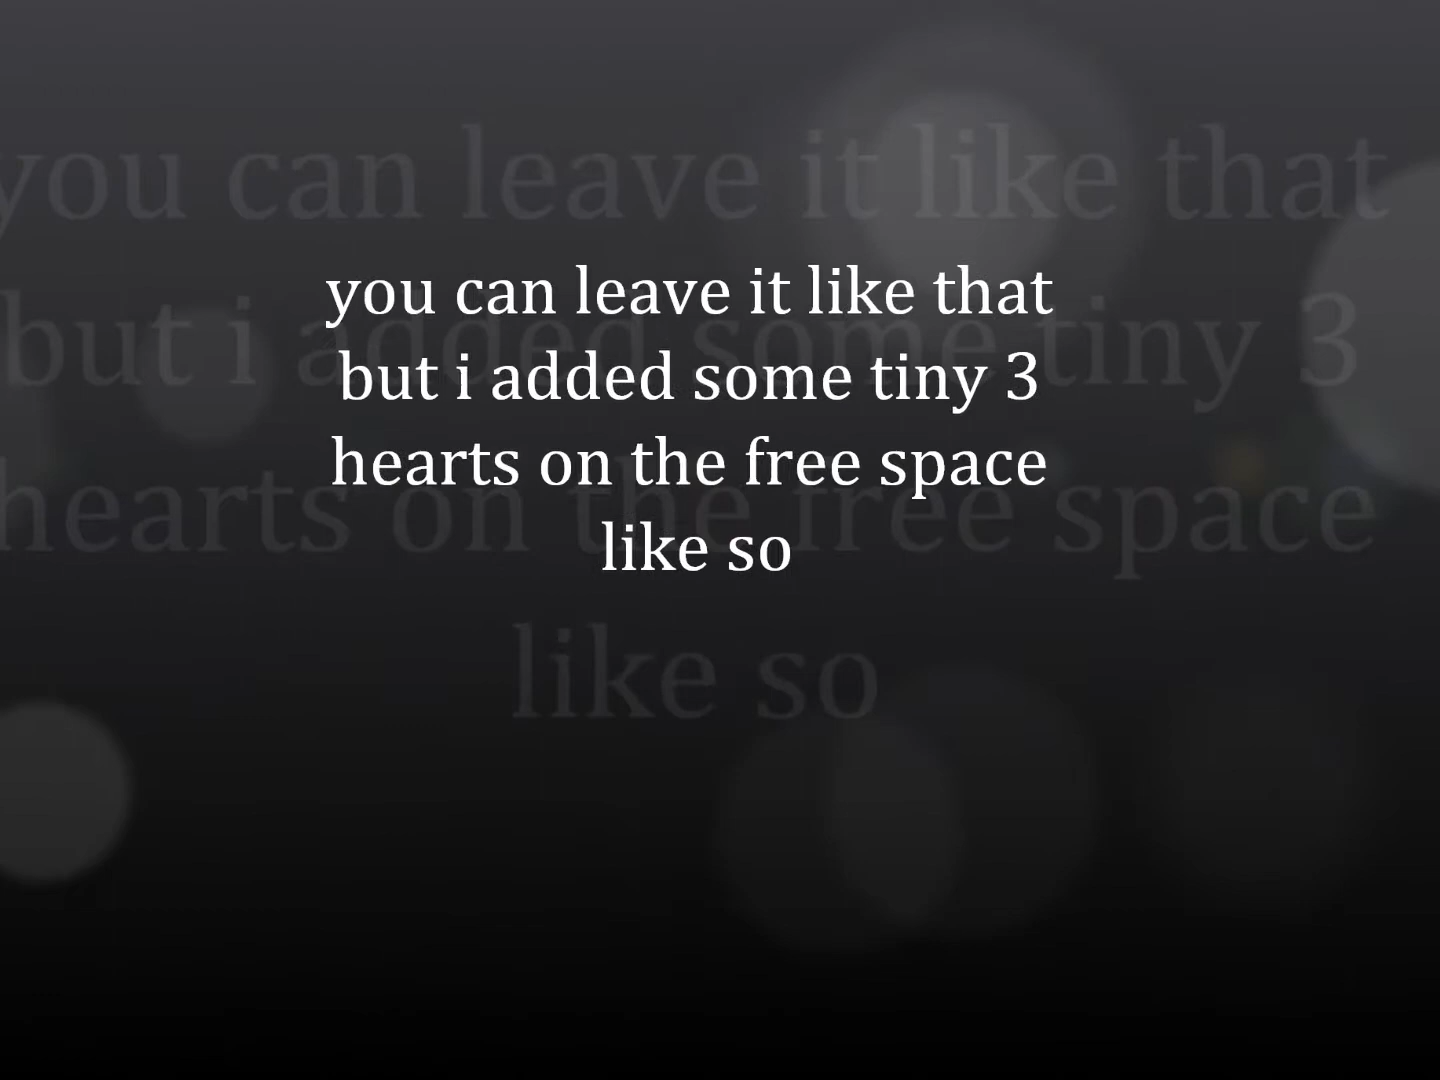 you can leave it like that
but i added some tiny 3
hearts on the free space
like so